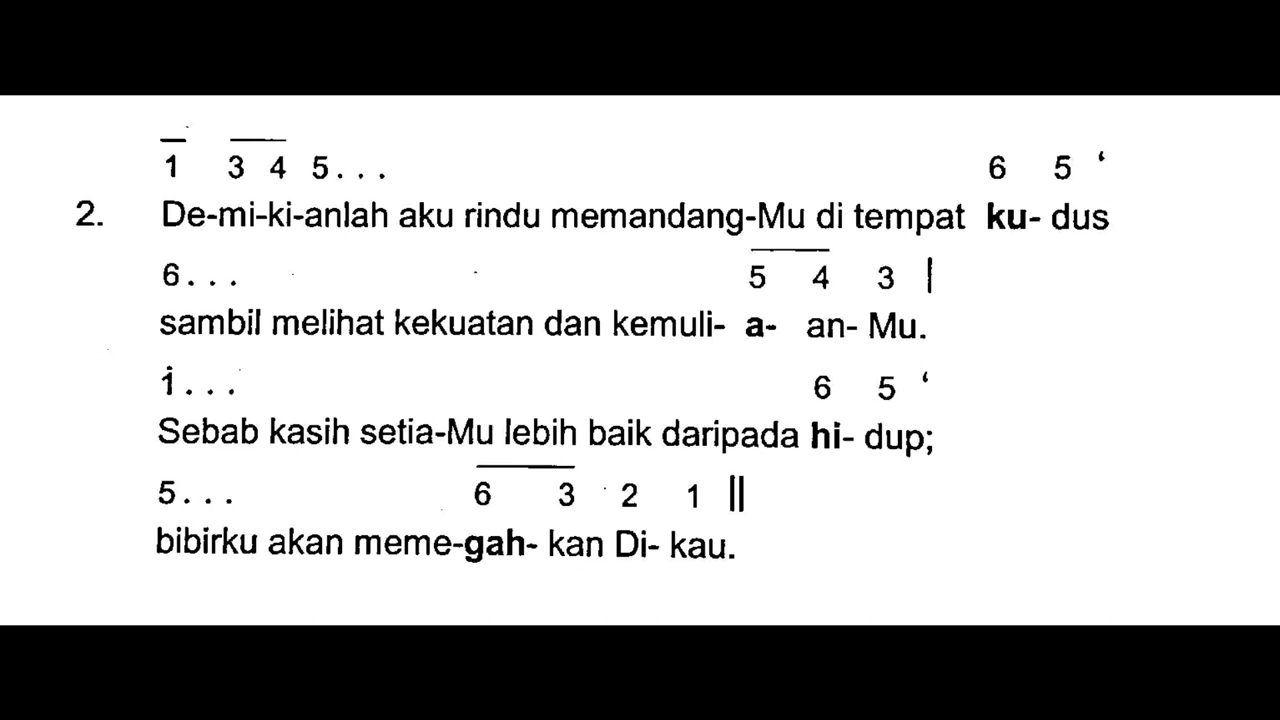 1 3 4 5... 6 5 ‘
2. De-mi-ki-anlah aku rindu memandang-Mu di tempat ku- dus
6... 5 4 3 |
sambil melihat kekuatan dan kemuli- a- an- Mu.
i... 6 5 ‘
Sebab kasih setia-Mu lebih baik daripada hi- dup;
5... 6 3 2 1 ||
bibirku akan meme-gah- kan Di- kau.